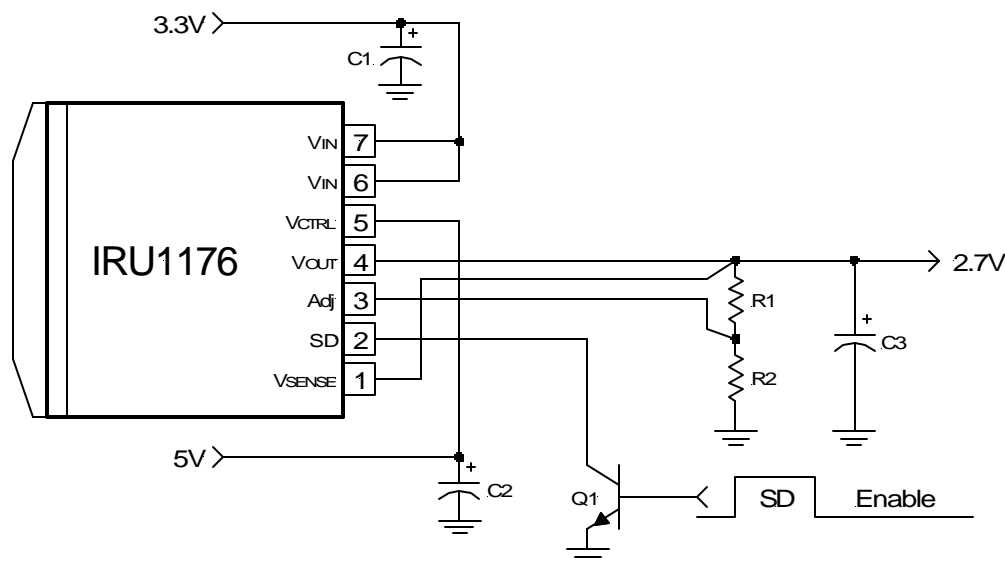 3.3V
C1
VIN 7
VIN 6
VCTRL 5
IRU1176
VOUT 4
2.7V
Adj 3
R1
SD 2
C3
VSENSE 1
R2
5V
C2
Q1
SD
Enable
+
+
+